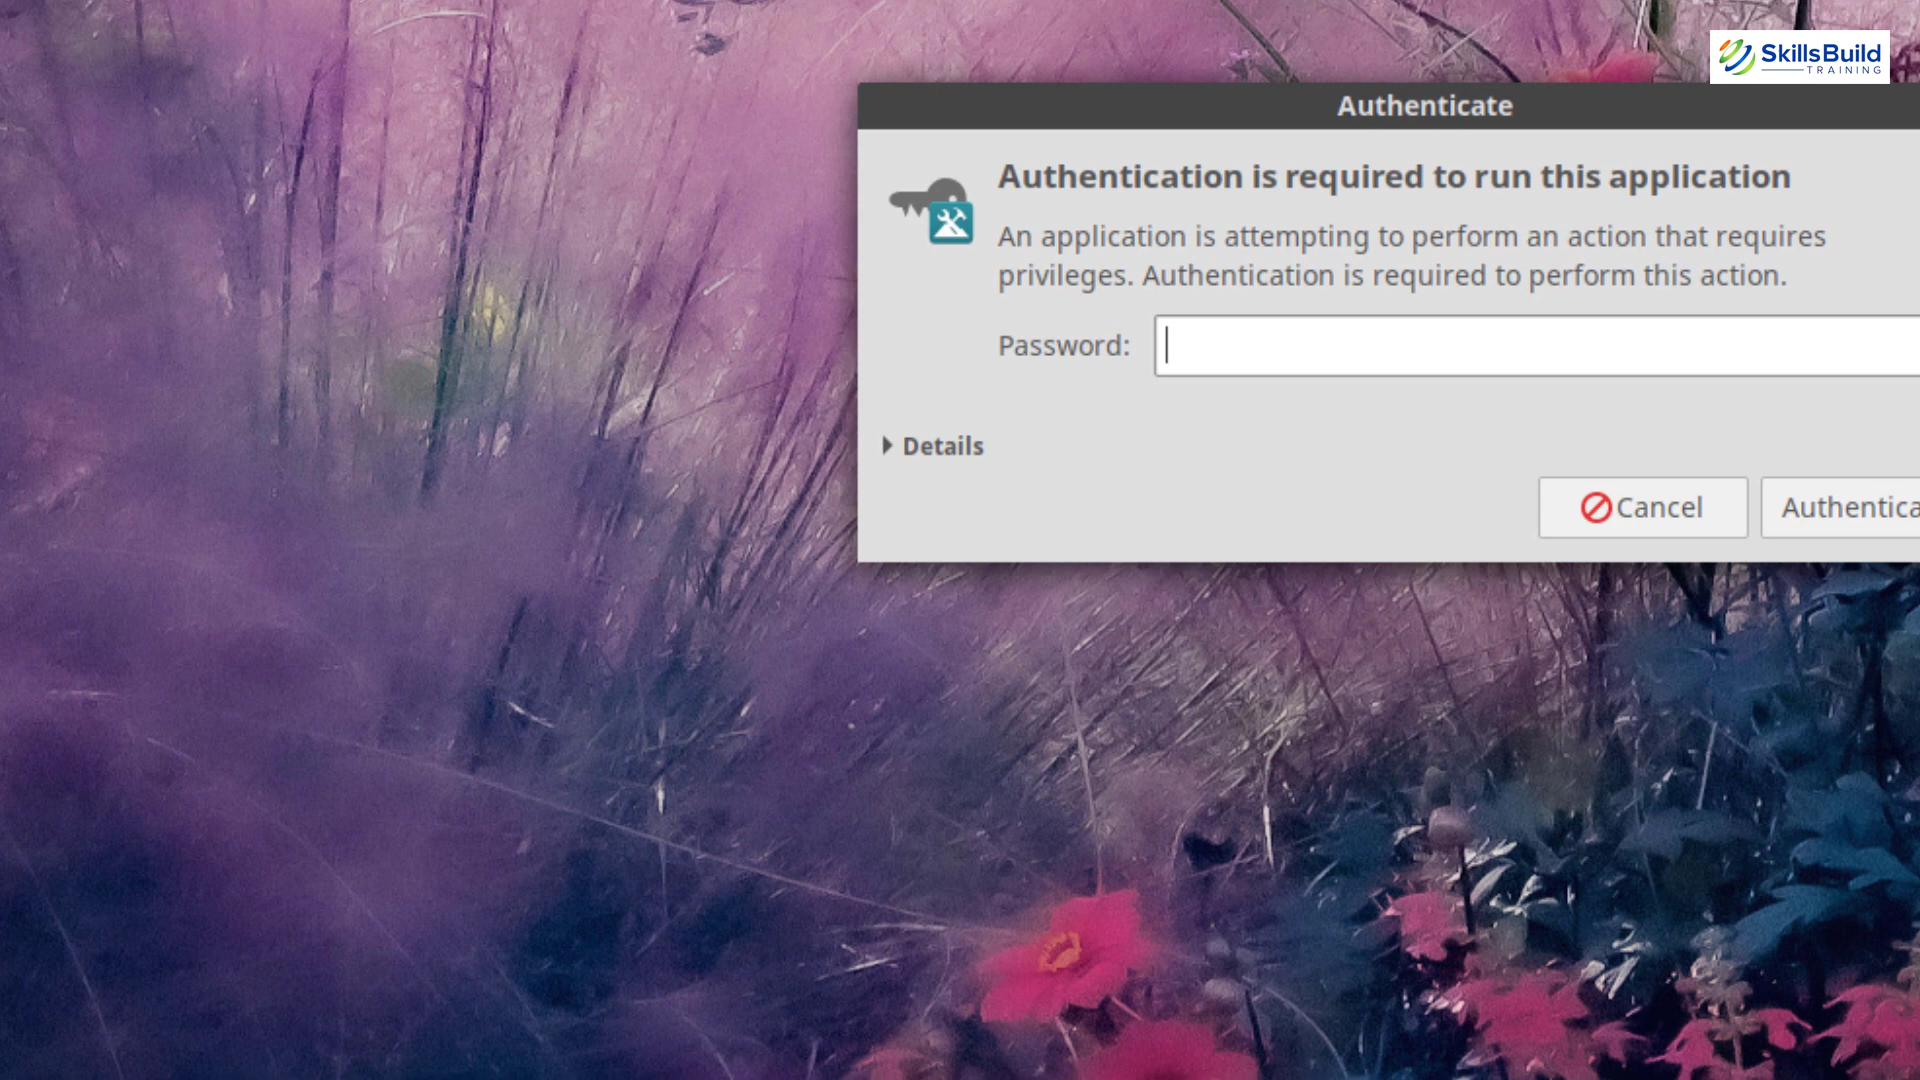 SkillsBuild
TRAINING
Authenticate
Authentication is required to run this application
An application is attempting to perform an action that requires
privileges. Authentication is required to perform this action.
Password:
Details
Cancel
Authentica